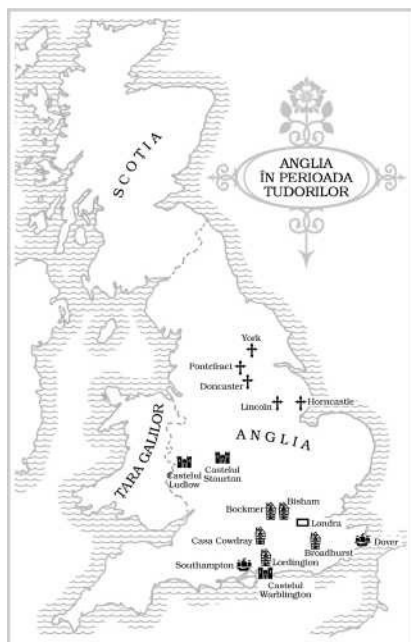 ANGLIA
ÎN PERIOADA
TUDORILOR
SCOȚIA
York
Pontefract
Doncaster
Lincoln
Horncastle
ANGLIA
ȚARA GALILOR
Castelul
Ludlow
Castelul
Stourton
Bockmer
Bisham
Londra
Casa Cowdray
Broadhurst
Dover
Lordington
Southampton
Castelul
Warblington